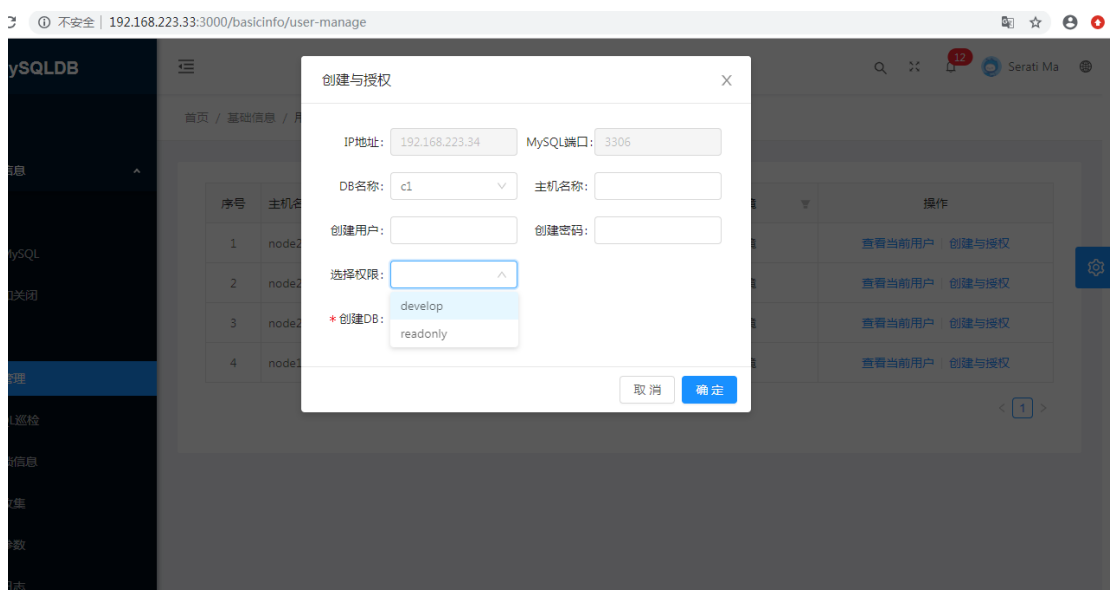 不安全 | 192.168.223.33:3000/basicinfo/user-manage
ySQLDB
12
Serati Ma
首页 / 基础信息 /
创建与授权
IP地址: 192.168.223.34 MySQL端口: 3306
信息
DB名称: c1 主机名称:
序号 主机名 操作
创建用户: 创建密码:
1 node2 查看当前用户 创建与授权
MySQL
选择权限:
2 node2 查看当前用户 创建与授权
和关闭
develop
* 创建DB:
3 node2 查看当前用户 创建与授权
readonly
4 node1 查看当前用户 创建与授权
管理
取消 确定
< 1 >
L巡检
信息
收集
参数
日志